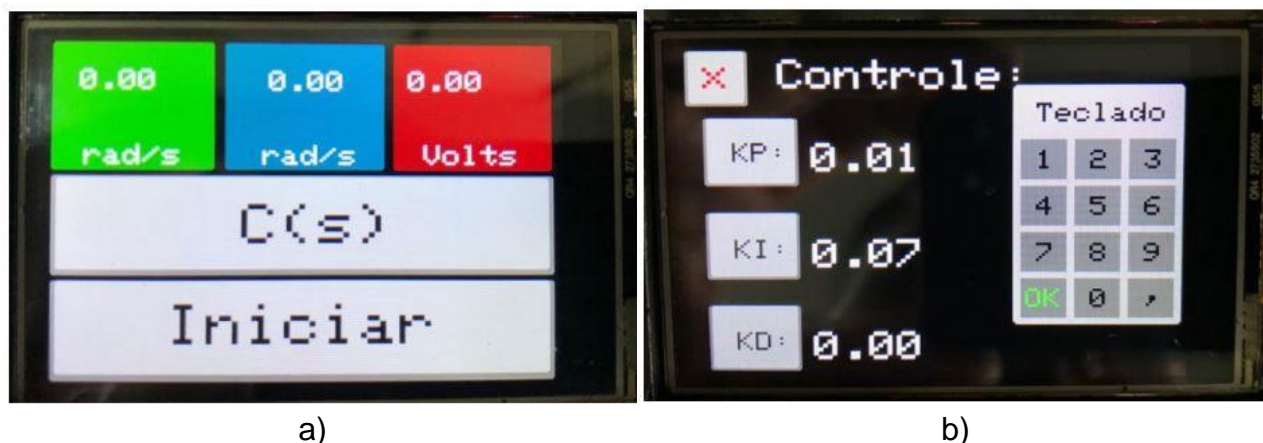 0.00 0.00 0.00
rad/s rad/s Volts
C(s)
Iniciar
a)
X Controle:
Teclado
KP: 0.01
1 2 3
4 5 6
KI: 0.07
7 8 9
OK 0 ,
KD: 0.00
b)